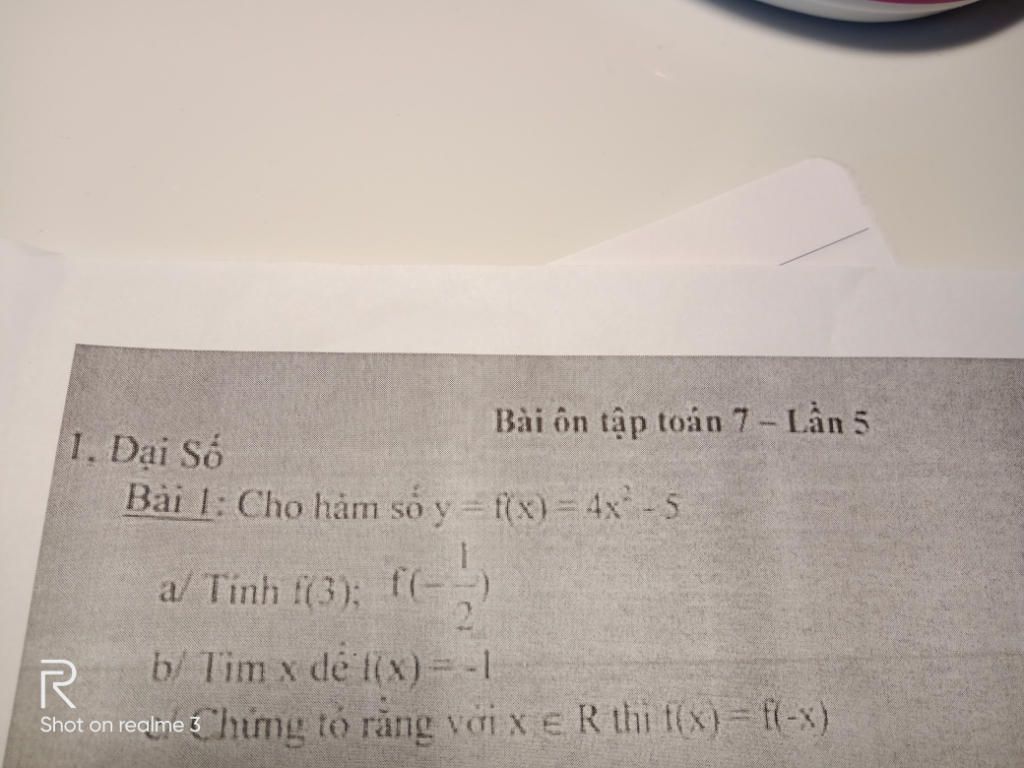 Bài ôn tập toán 7 – Lần 5
1. Đại Số
Bài 1: Cho hàm số y = f(x) = 4x² - 5
a/ Tính f(3); f(-1/2)
b/ Tìm x để f(x) = -1
c/ Chứng tỏ rằng với x ∈ R thì f(x) = f(-x)
R
Shot on realme 3